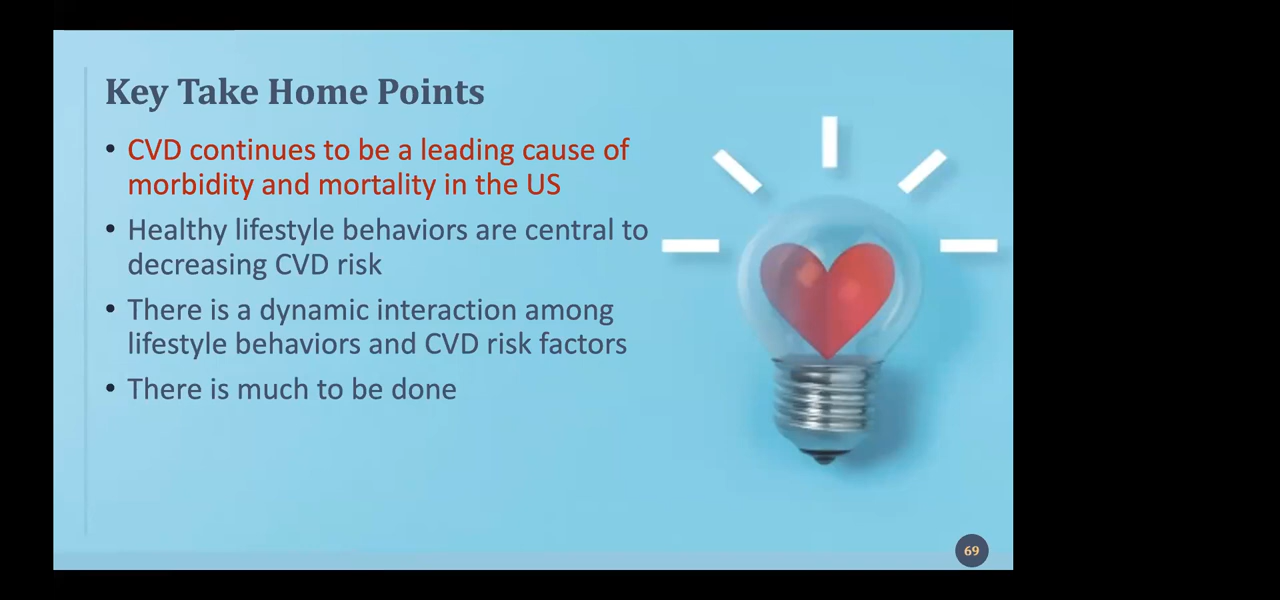 Key Take Home Points
• CVD continues to be a leading cause of
morbidity and mortality in the US
• Healthy lifestyle behaviors are central to
decreasing CVD risk
• There is a dynamic interaction among
lifestyle behaviors and CVD risk factors
• There is much to be done
69